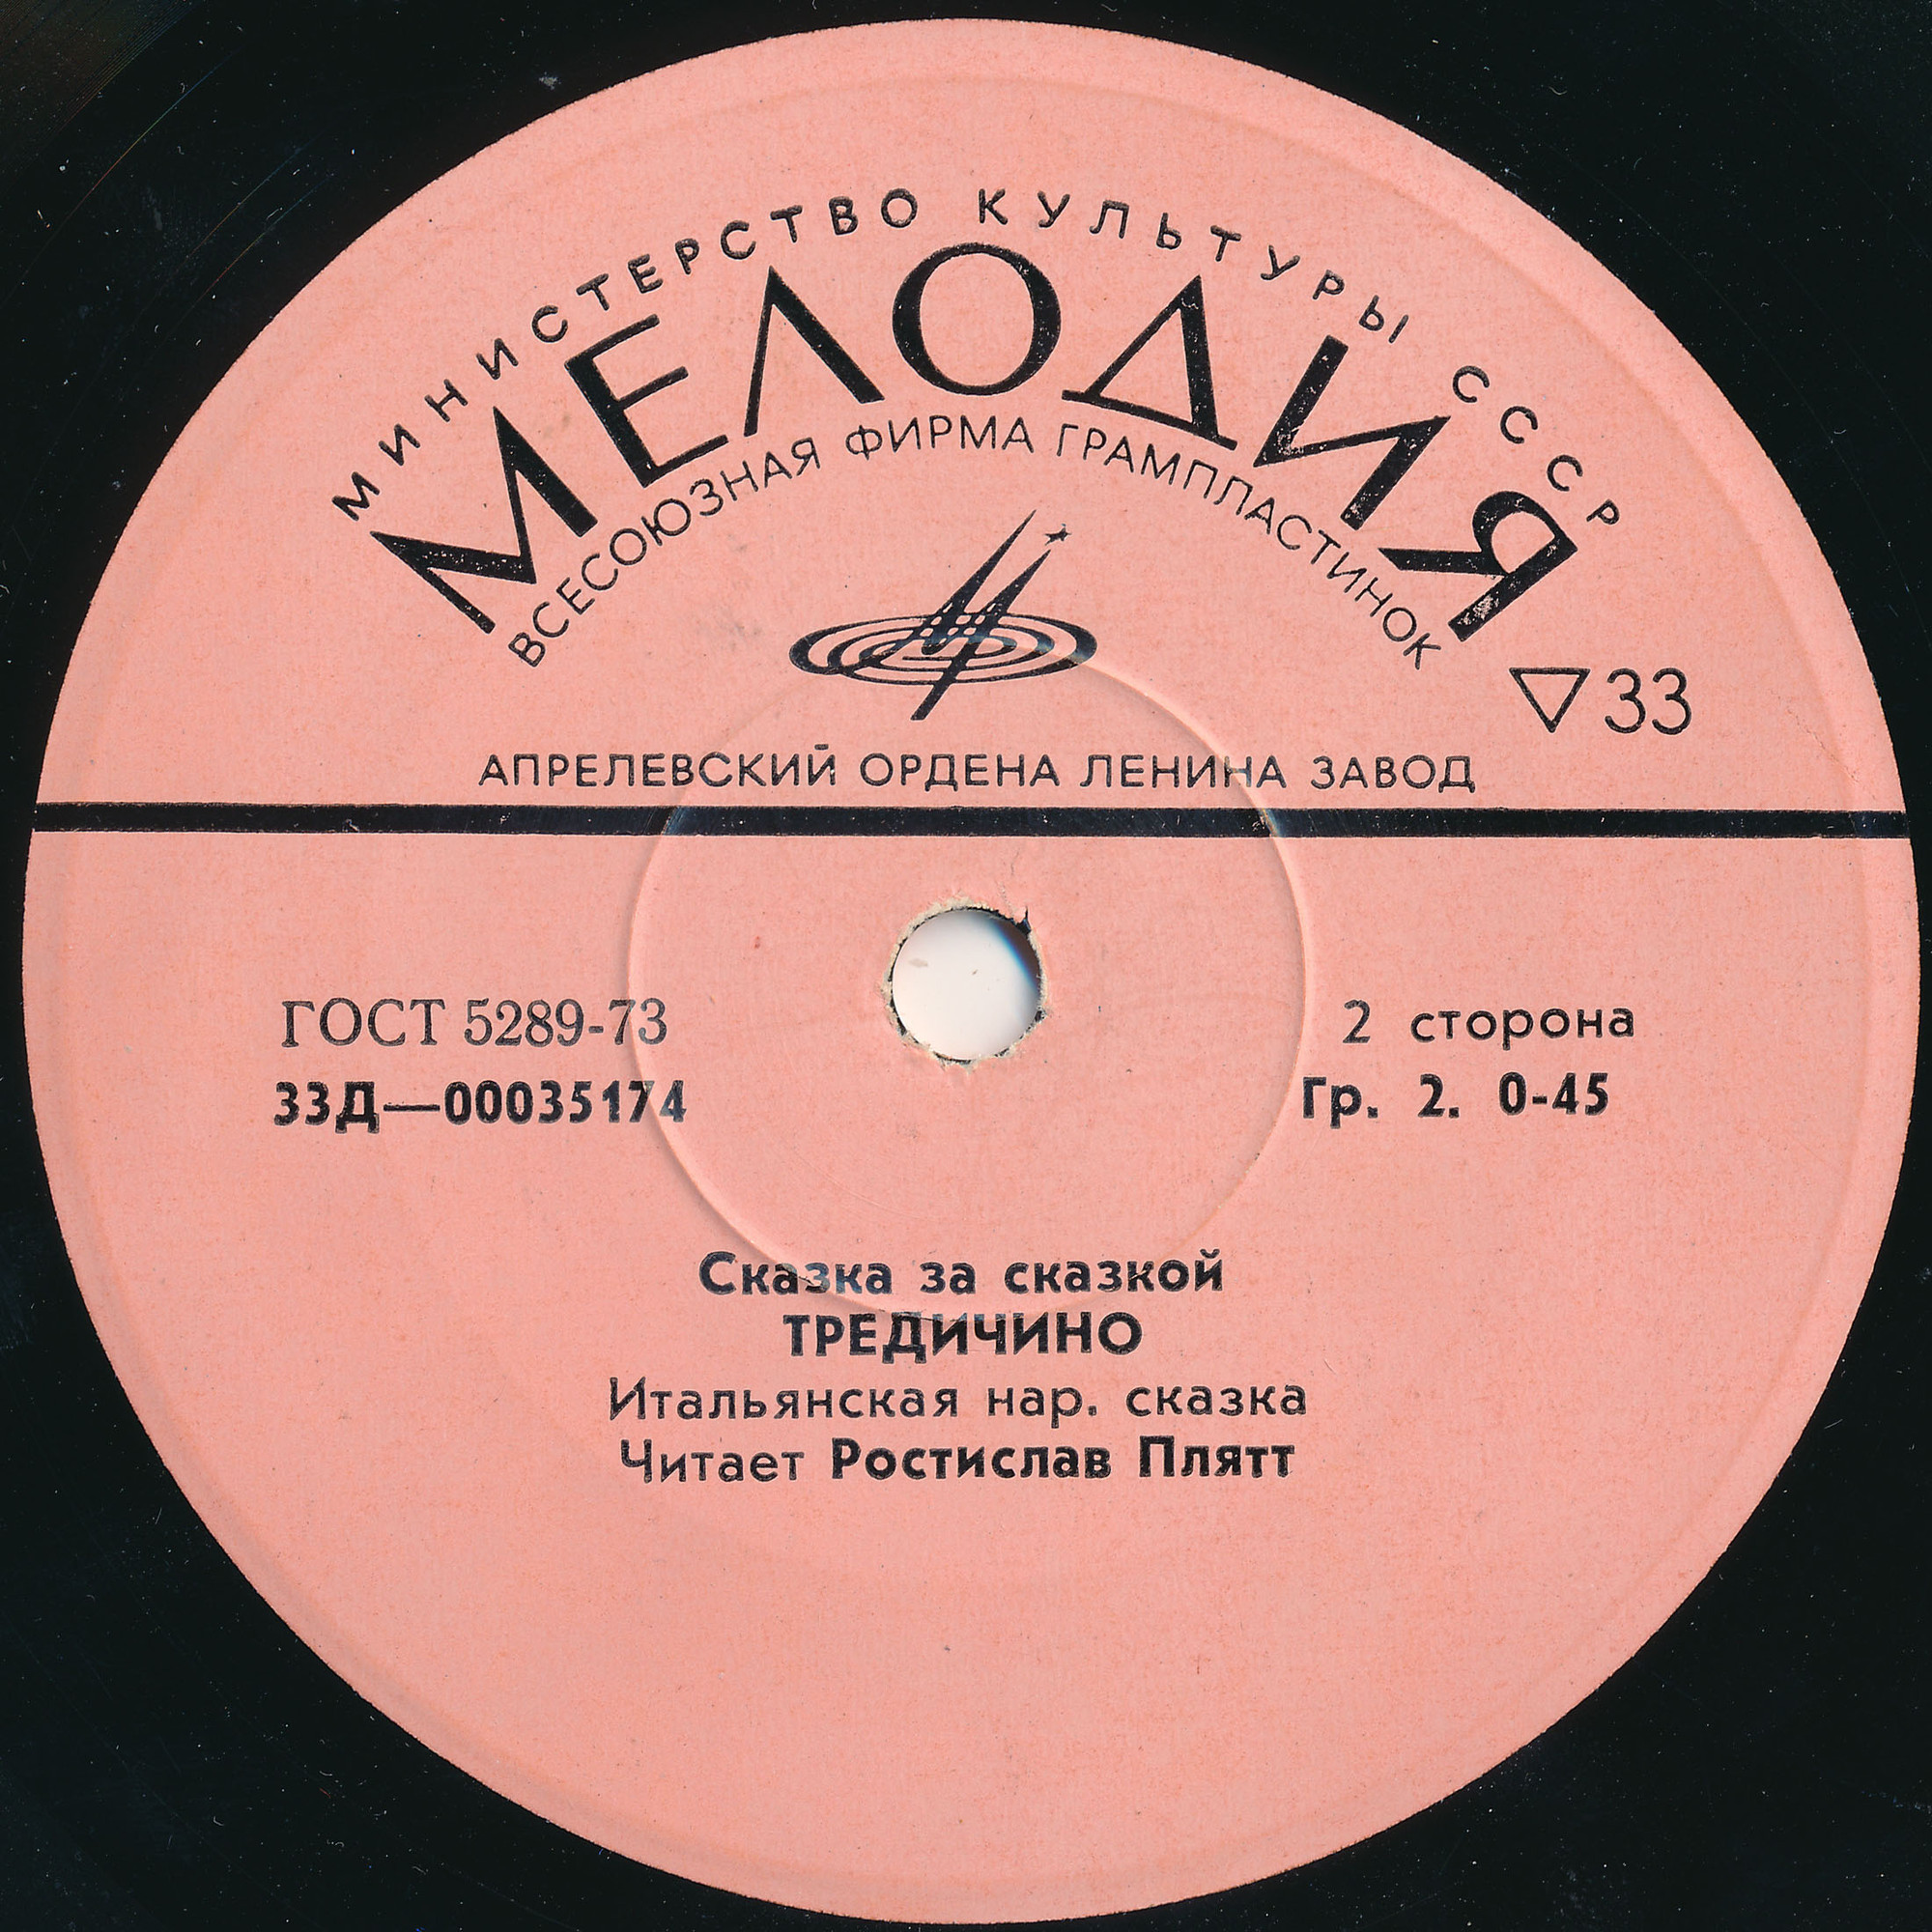 МИНИСТЕРСТВО КУЛЬТУРЫ СССР
МЕЛОДИЯ
ВСЕСОЮЗНАЯ ФИРМА ГРАМПЛАСТИНОК
33
АПРЕЛЕВСКИЙ ОРДЕНА ЛЕНИНА ЗАВОД
ГОСТ 5289-73
2 сторона
33Д—00035174
Гр. 2. 0-45
Сказка за сказкой
ТРЕДИЧИНО
Итальянская нар. сказка
Читает Ростислав Плятт